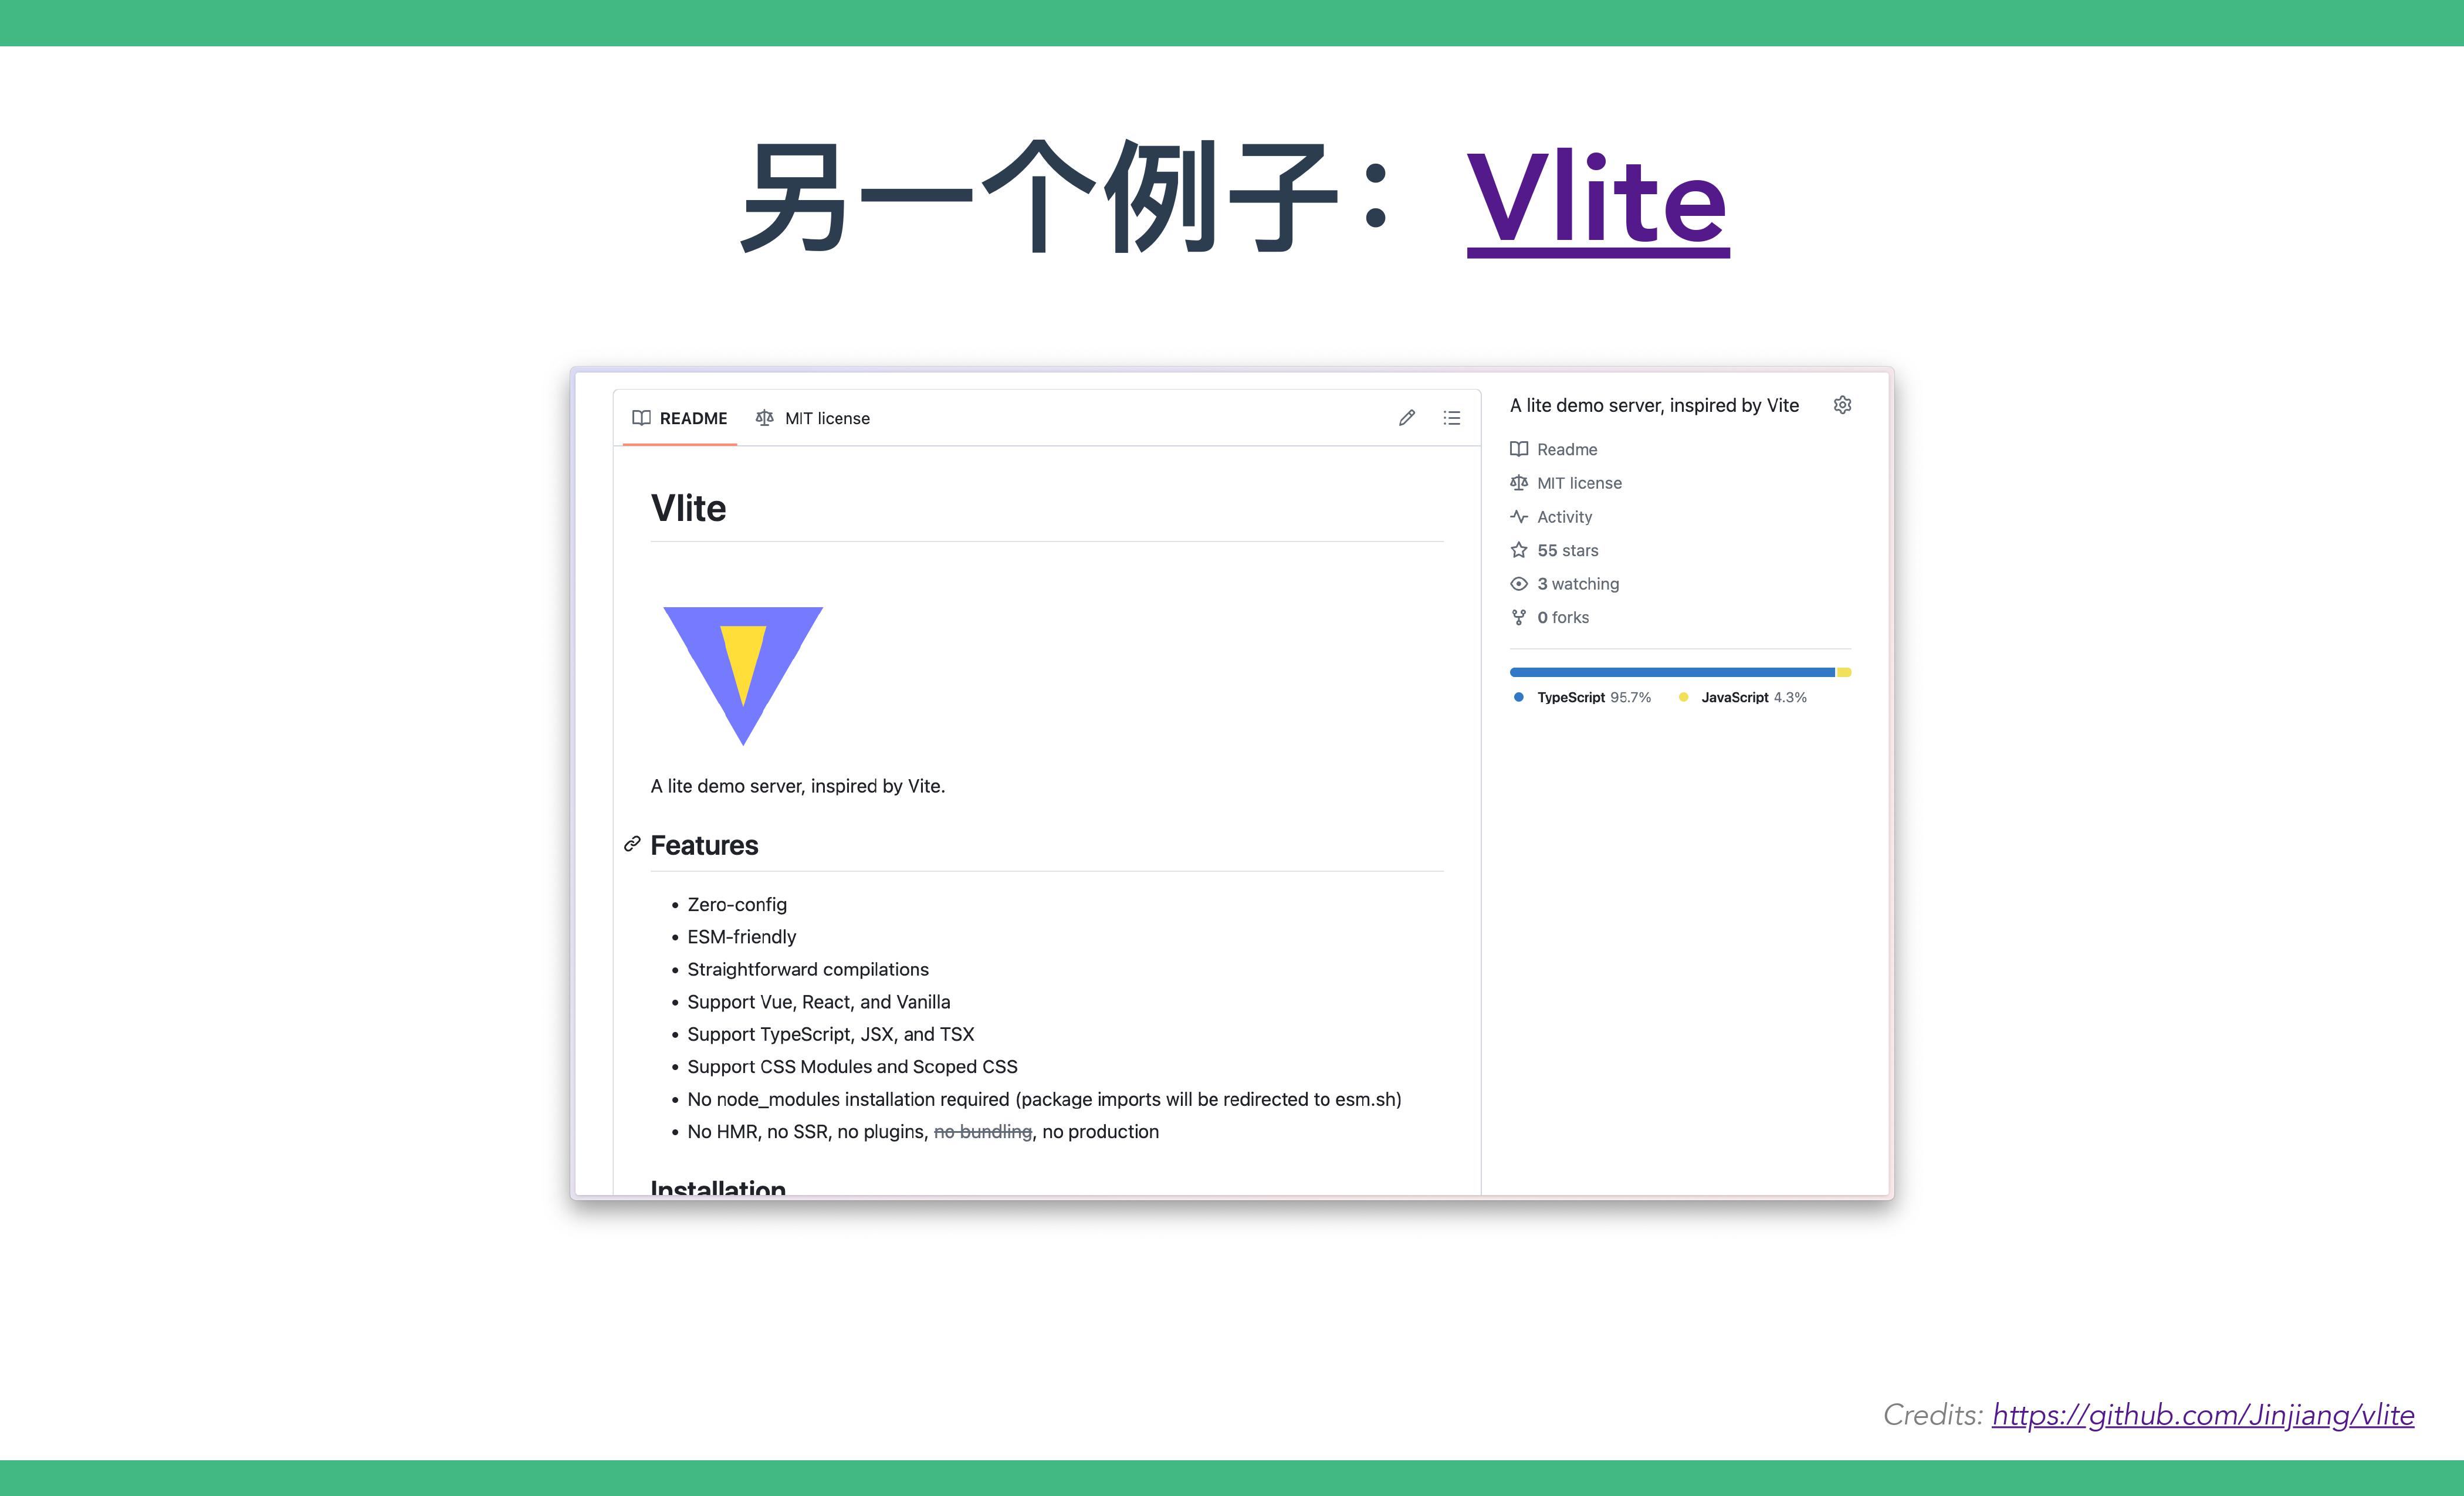 另一个例子：Vlite
README MIT license
Vlite
A lite demo server, inspired by Vite.
Features
Zero-config
ESM-friendly
Straightforward compilations
Support Vue, React, and Vanilla
Support TypeScript, JSX, and TSX
Support CSS Modules and Scoped CSS
No node_modules installation required (package imports will be redirected to esm.sh)
No HMR, no SSR, no plugins, no bundling, no production
Installation
A lite demo server, inspired by Vite
Readme
MIT license
Activity
55 stars
3 watching
0 forks
TypeScript 95.7% JavaScript 4.3%
Credits: https://github.com/Jinjiang/vlite